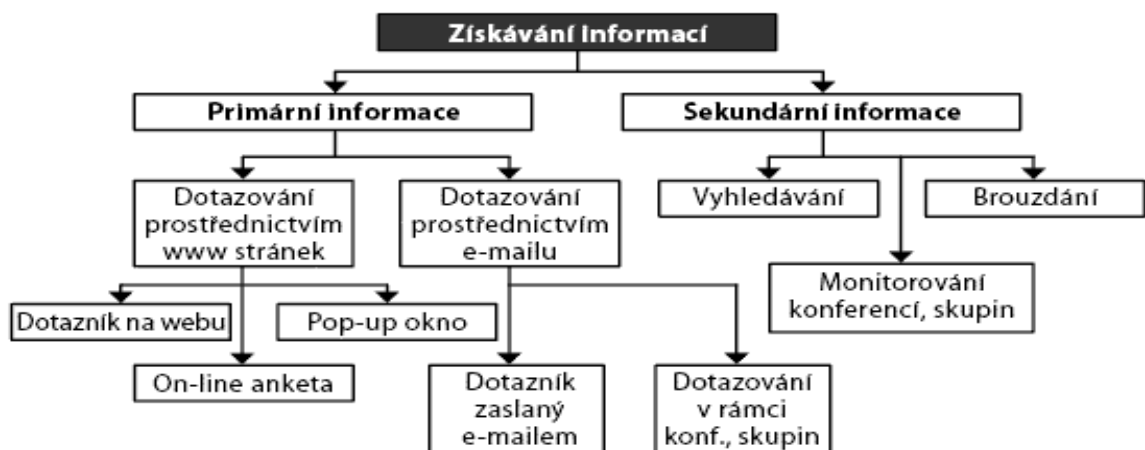 Získávání informací
Primární informace
Sekundární informace
Dotazování
prostřednictvím
www stránek
Dotazování
prostřednictvím
e-mailu
Vyhledávání
Brouzdání
Monitorování
konferencí, skupin
Dotazník na webu
Pop-up okno
On-line anketa
Dotazník
zaslaný
e-mailem
Dotazování
v rámci
konf., skupin